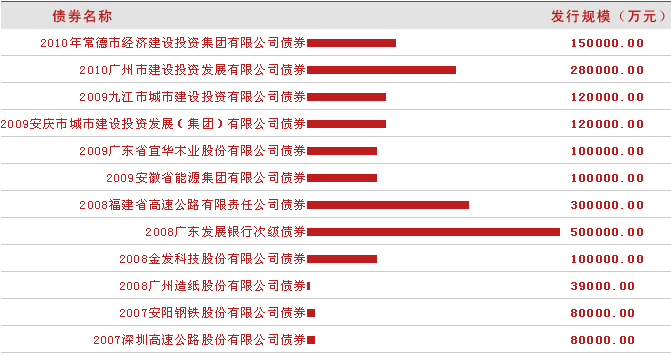 债券名称 发行规模（万元）
2010年常德市经济建设投资集团有限公司债券 150000.00
2010广州市建设投资发展有限公司债券 280000.00
2009九江市城市建设投资有限公司债券 120000.00
2009安庆市城市建设投资发展（集团）有限公司债券 120000.00
2009广东省宜华木业股份有限公司债券 100000.00
2009安徽省能源集团有限公司债券 100000.00
2008福建省高速公路有限责任公司债券 300000.00
2008广东发展银行次级债券 500000.00
2008金发科技股份有限公司债券 100000.00
2008广州造纸股份有限公司债券 39000.00
2007安阳钢铁股份有限公司债券 80000.00
2007深圳高速公路股份有限公司债券 80000.00